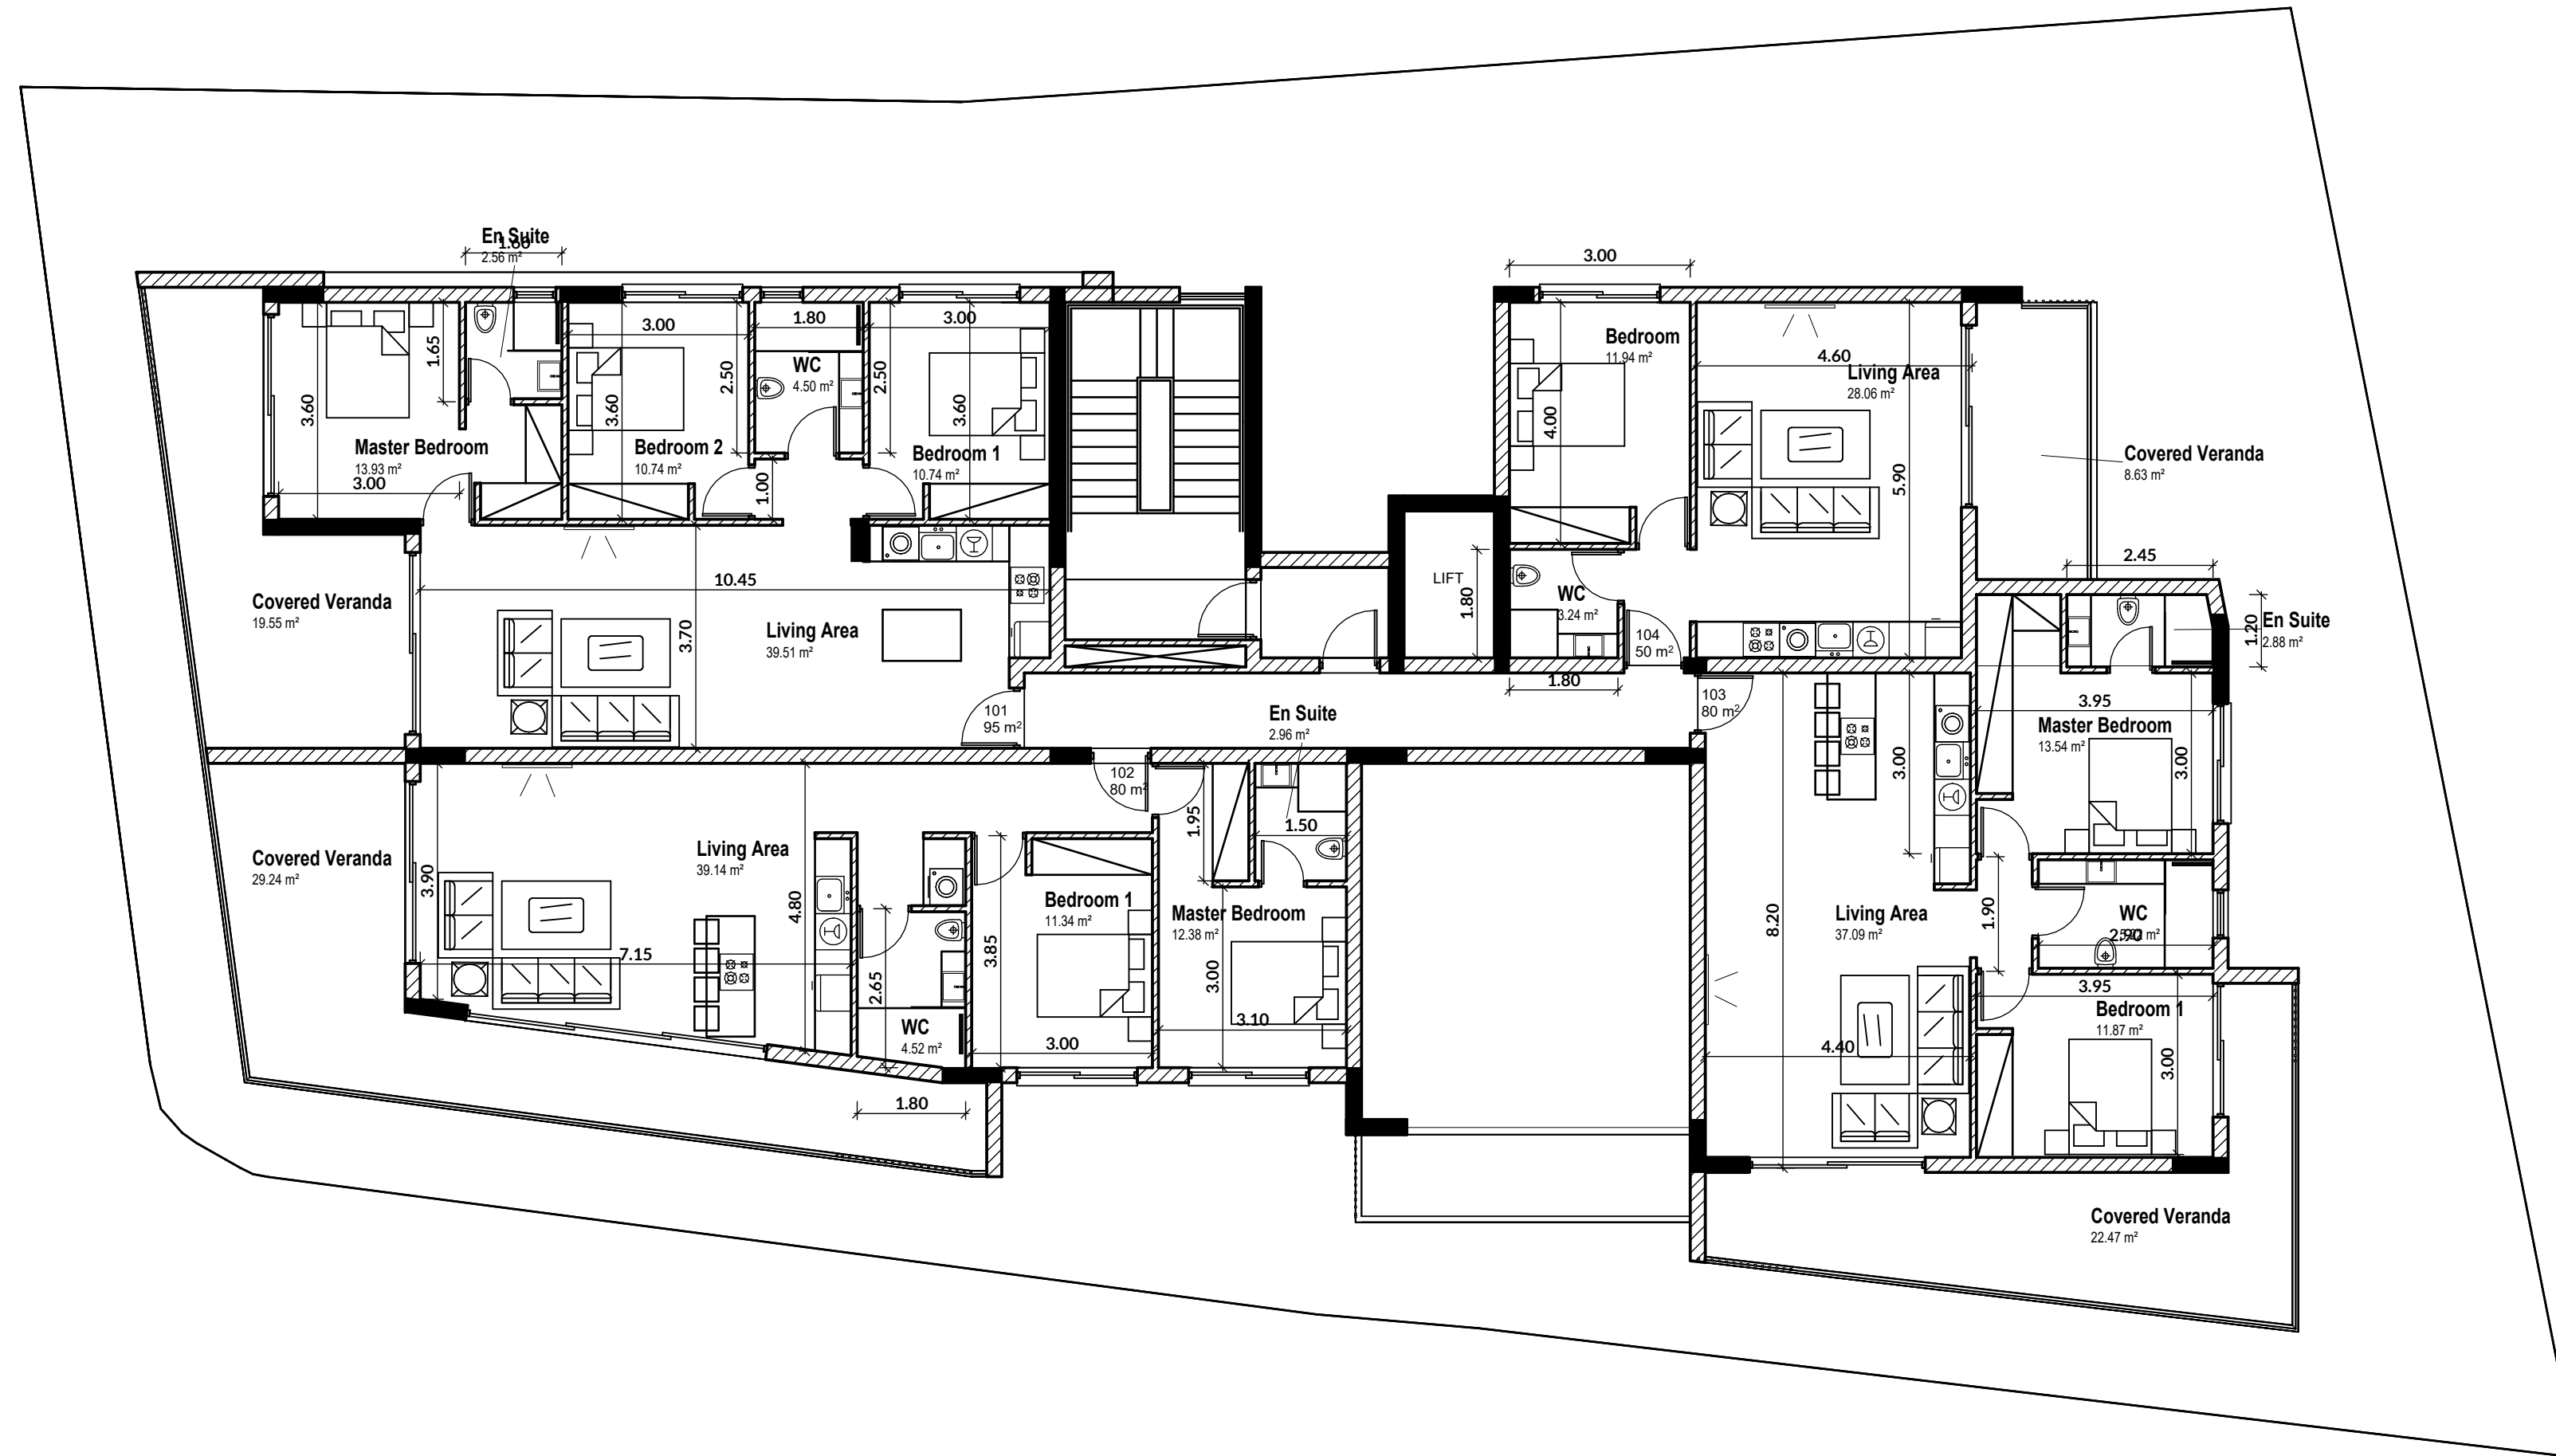 En Suite
1.60
2.56 m²
3.00
3.00
1.80
3.00
1.65
2.50
WC
4.50 m²
2.50
Bedroom
11.94 m²
4.60
Living Area
28.06 m²
3.60
3.60
3.60
4.00
Master Bedroom
13.93 m²
3.00
Bedroom 2
10.74 m²
Bedroom 1
10.74 m²
1.00
5.90
Covered Veranda
8.63 m²
10.45
LIFT
1.80
WC
3.24 m²
2.45
1.20
En Suite
2.88 m²
Covered Veranda
19.55 m²
3.70
Living Area
39.51 m²
104
50 m²
1.80
101
95 m²
En Suite
2.96 m²
103
80 m²
3.95
Master Bedroom
13.54 m²
3.00
3.00
102
80 m²
1.95
1.50
Covered Veranda
29.24 m²
3.90
Living Area
39.14 m²
4.80
7.15
2.65
WC
4.52 m²
1.80
3.85
Bedroom 1
11.34 m²
3.00
Master Bedroom
12.38 m²
3.00
3.10
8.20
Living Area
37.09 m²
1.90
WC
2.90
m²
3.95
Bedroom 1
11.87 m²
4.40
3.00
Covered Veranda
22.47 m²